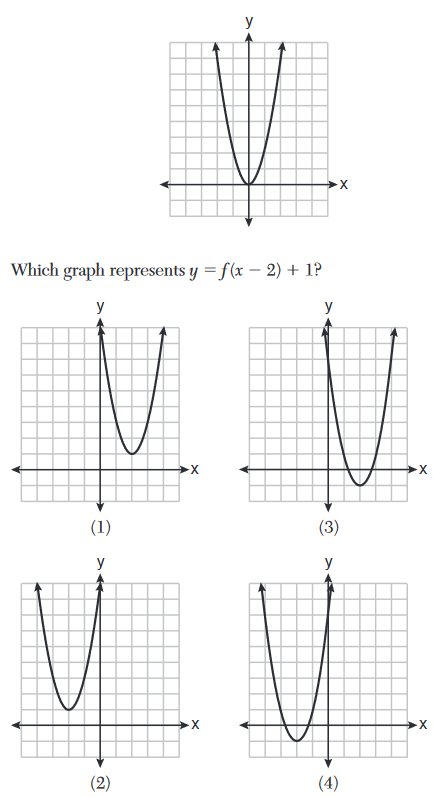 y
x
Which graph represents y = f(x − 2) + 1?
y
x
(1)
y
x
(3)
y
x
(2)
y
x
(4)